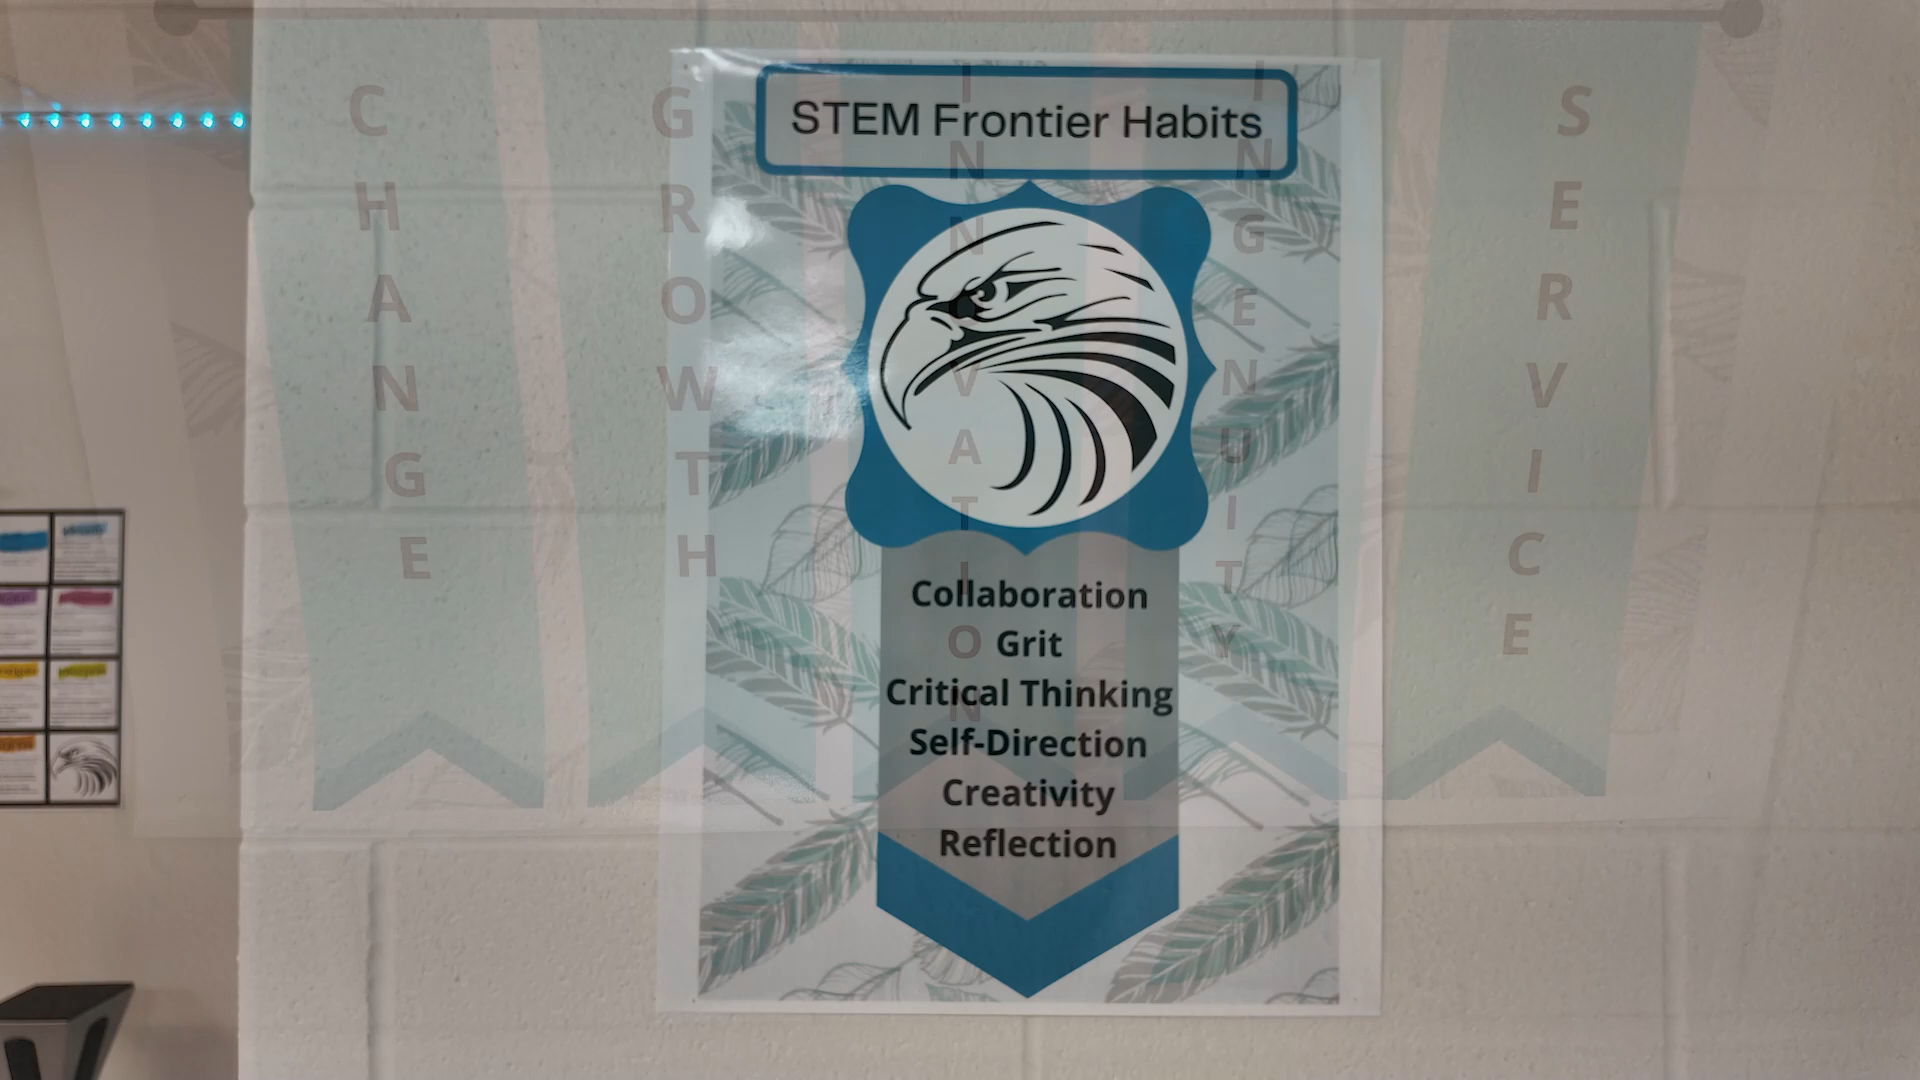 STEM Frontier Habits
Collaboration
Grit
Critical Thinking
Self-Direction
Creativity
Reflection
CHANGE
GROWTH
INNOVATION
INGENUITY
SERVICE